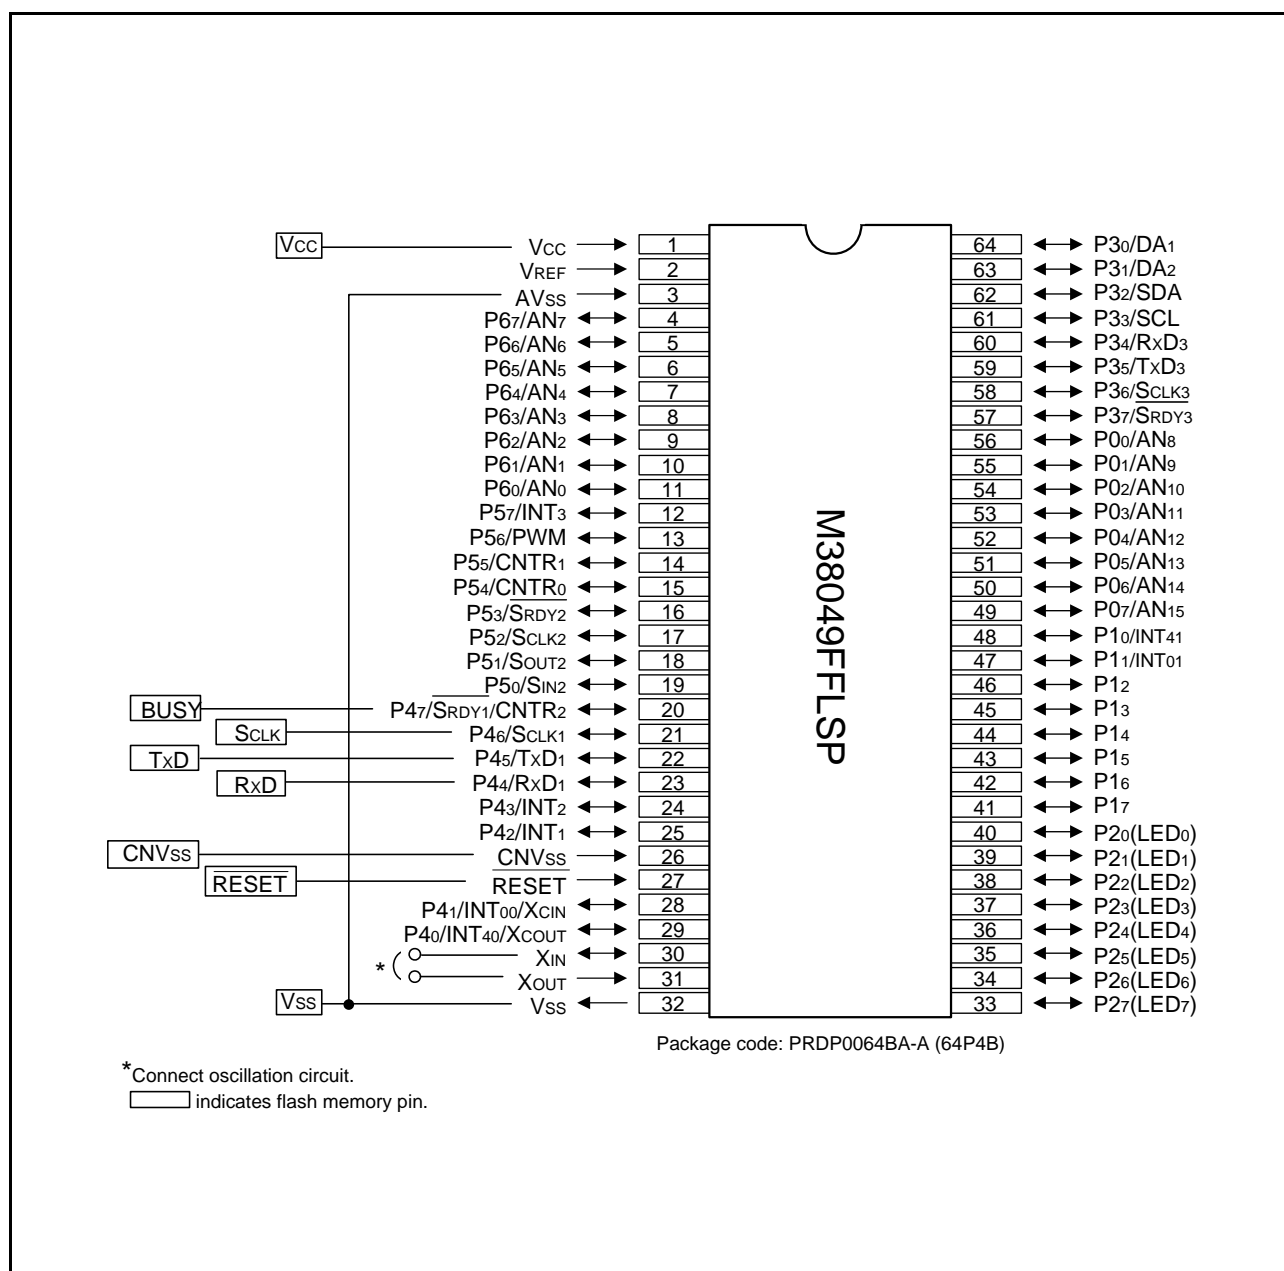 VCC VCC 1 64 P30/DA1
VREF 2 63 P31/DA2
AVSS 3 62 P32/SDA
P67/AN7 4 61 P33/SCL
P66/AN6 5 60 P34/RXD3
P65/AN5 6 59 P35/TXD3
P64/AN4 7 58 P36/SCLK3
P63/AN3 8 57 P37/SRDY3
P62/AN2 9 56 P00/AN8
P61/AN1 10 55 P01/AN9
P60/AN0 11 54 P02/AN10
P57/INT3 12 53 P03/AN11
P56/PWM 13 52 P04/AN12
P55/CNTR1 14 51 P05/AN13
P54/CNTR0 15 50 P06/AN14
P53/SRDY2 16 49 P07/AN15
P52/SCLK2 17 48 P10/INT41
P51/SOUT2 18 47 P11/INT01
P50/SIN2 19 46 P12
BUSY P47/SRDY1/CNTR2 20 45 P13
SCLK P46/SCLK1 21 44 P14
TXD P45/TXD1 22 43 P15
RXD P44/RXD1 23 42 P16
P43/INT2 24 41 P17
P42/INT1 25 40 P20(LED0)
CNVSS CNVSS 26 39 P21(LED1)
RESET RESET 27 38 P22(LED2)
P41/INT00/XCIN 28 37 P23(LED3)
P40/INT40/XCOUT 29 36 P24(LED4)
* XIN 30 35 P25(LED5)
XOUT 31 34 P26(LED6)
VSS VSS 32 33 P27(LED7)
M38049FFLSP
Package code: PRDP0064BA-A (64P4B)
*Connect oscillation circuit.
indicates flash memory pin.